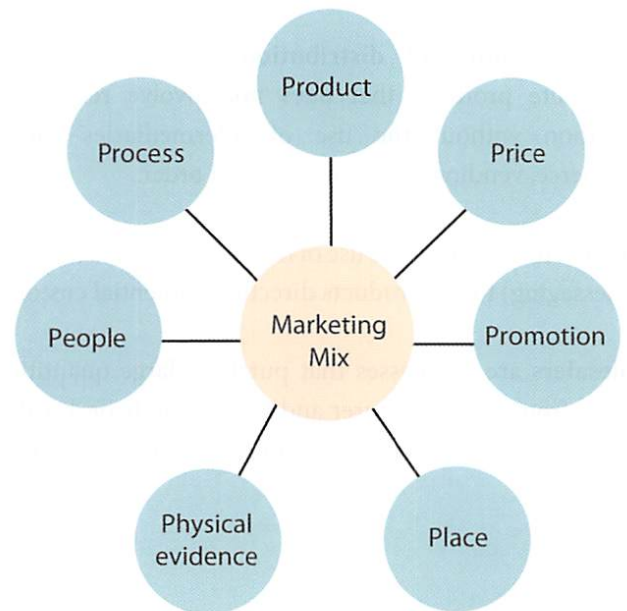 Product
Price
Promotion
Place
Physical
evidence
People
Process
Marketing
Mix